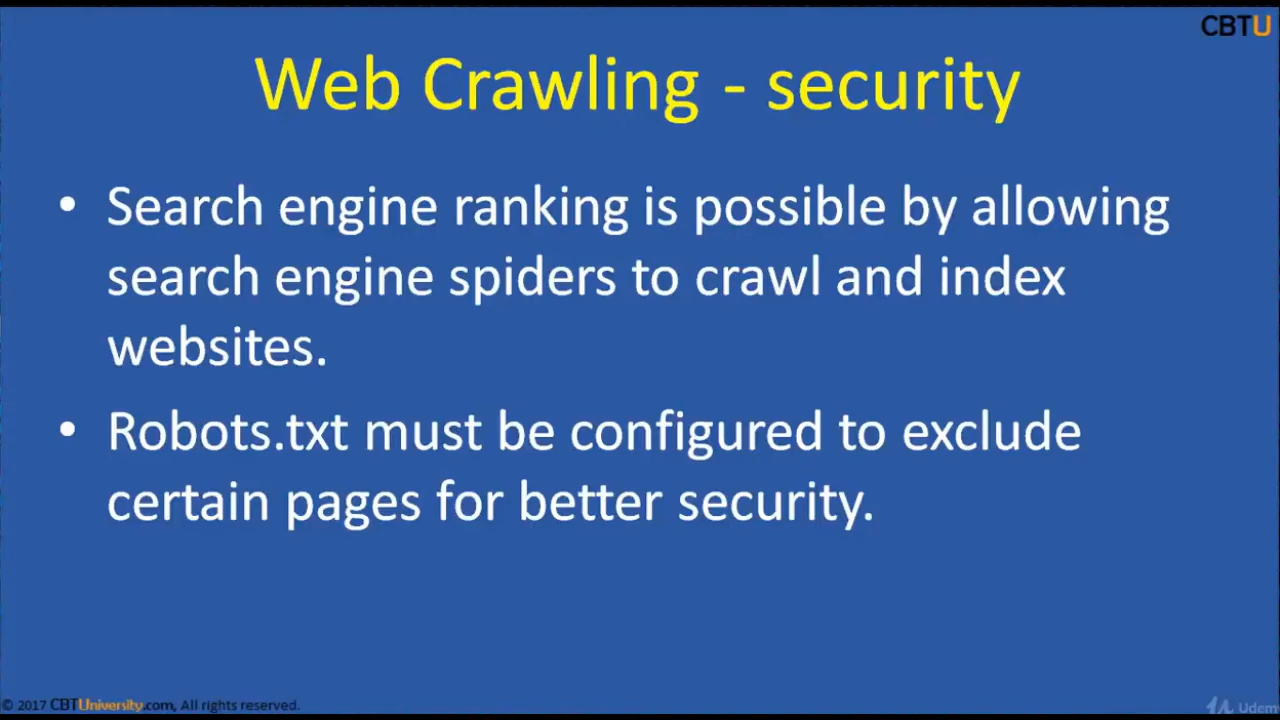 CBTU
Web Crawling - security
• Search engine ranking is possible by allowing
search engine spiders to crawl and index
websites.
• Robots.txt must be configured to exclude
certain pages for better security.
© 2017 CBTUniversity.com, All rights reserved.
Udem